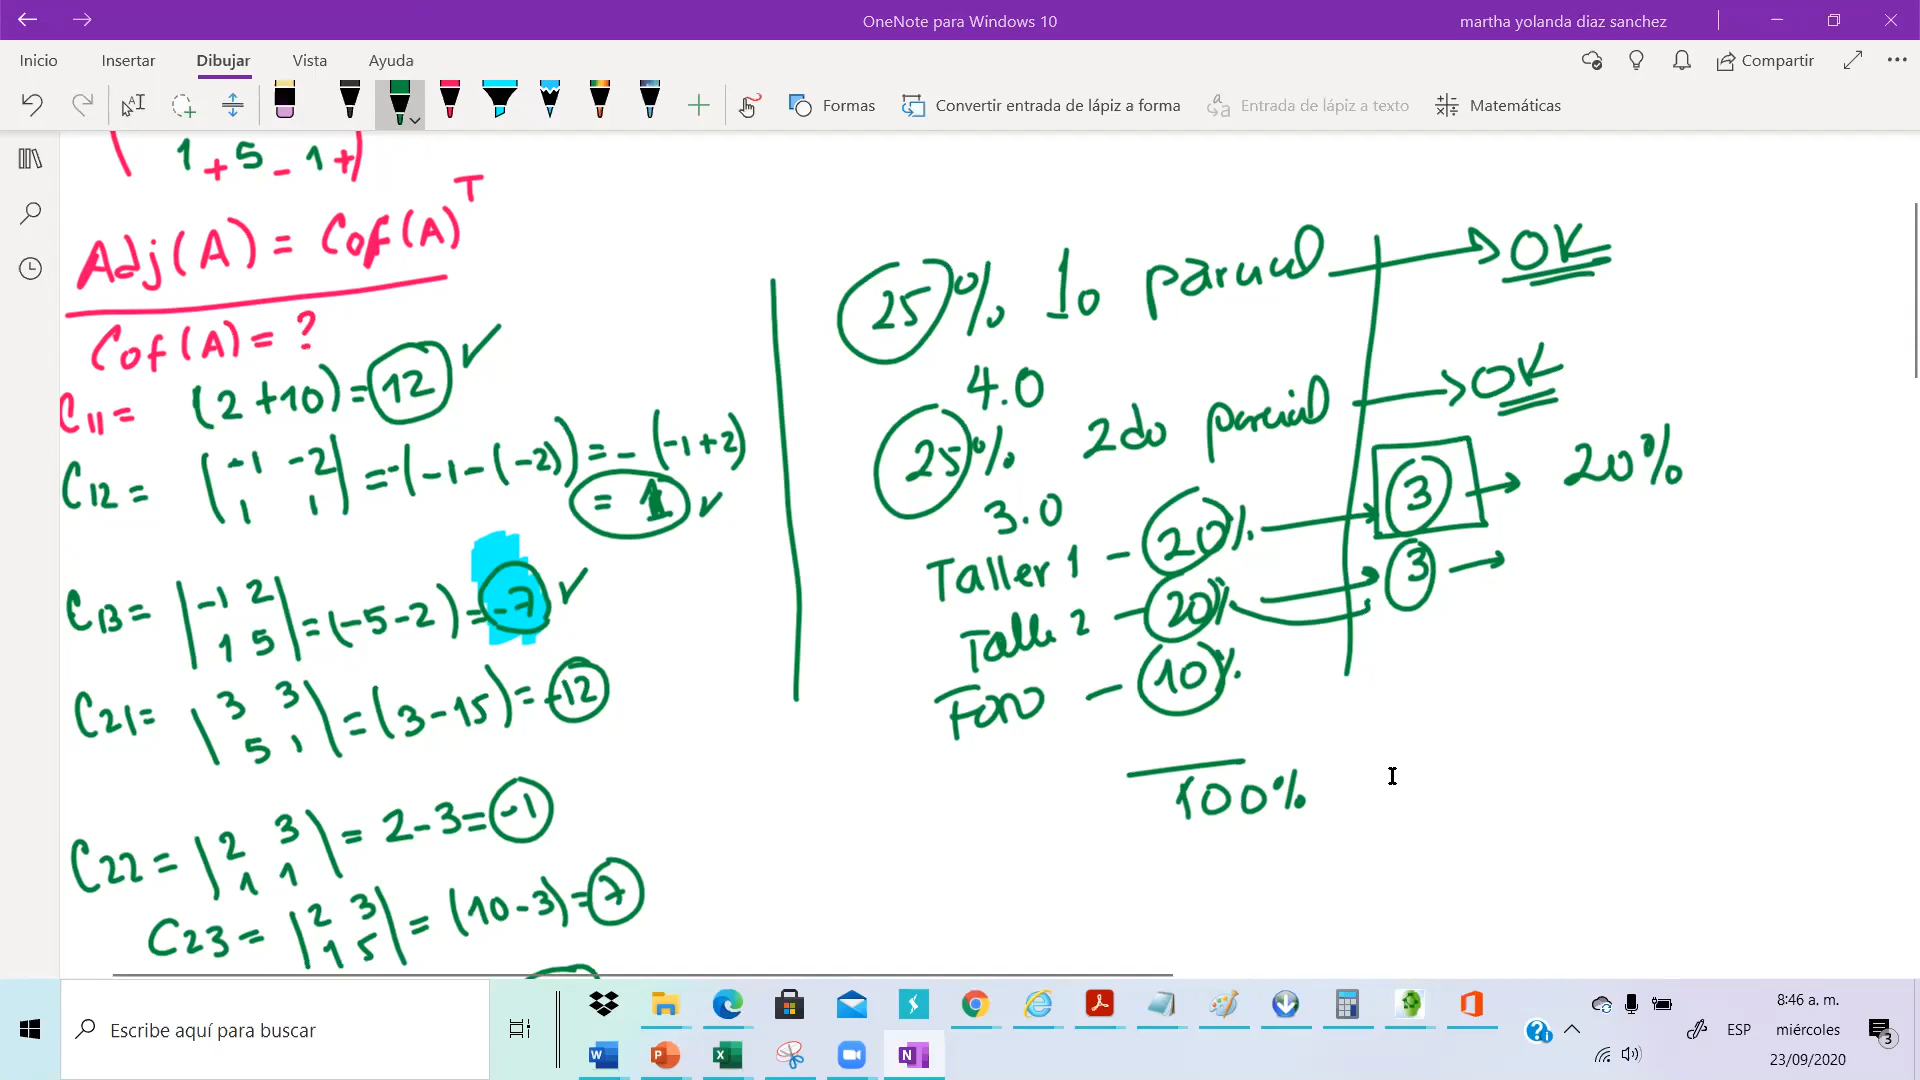 OneNote para Windows 10
martha yolanda diaz sanchez
Inicio Insertar Dibujar Vista Ayuda
Compartir
Formas
Convertir entrada de lápiz a forma
Entrada de lápiz a texto
Matemáticas
1 + 5 - 1 +
Adj(A) = Cof(A)^T
Cof(A) = ?
C11 = (2+10) = 12 ✓
C12 = |-1 -2
1 1| = -(-1-(-2)) = -(-1+2)
= 1 ✓
C13 = |-1 2
1 5| = (-5-2) = -7 ✓
C21 = |3 3
5 1| = (3-15) = -12
C22 = |2 3
1 1| = 2-3 = -1
C23 = |2 3
1 5| = (10-3) = 7
25% 1o parcial → OK
4.0
25% 2do parcial → OK
3.0
Taller 1 - 20% → 3 → 20%
Talle 2 - 20% → 3 →
Foro - 10%
100%
Escribe aquí para buscar
ESP
8:46 a. m.
miércoles
23/09/2020
3